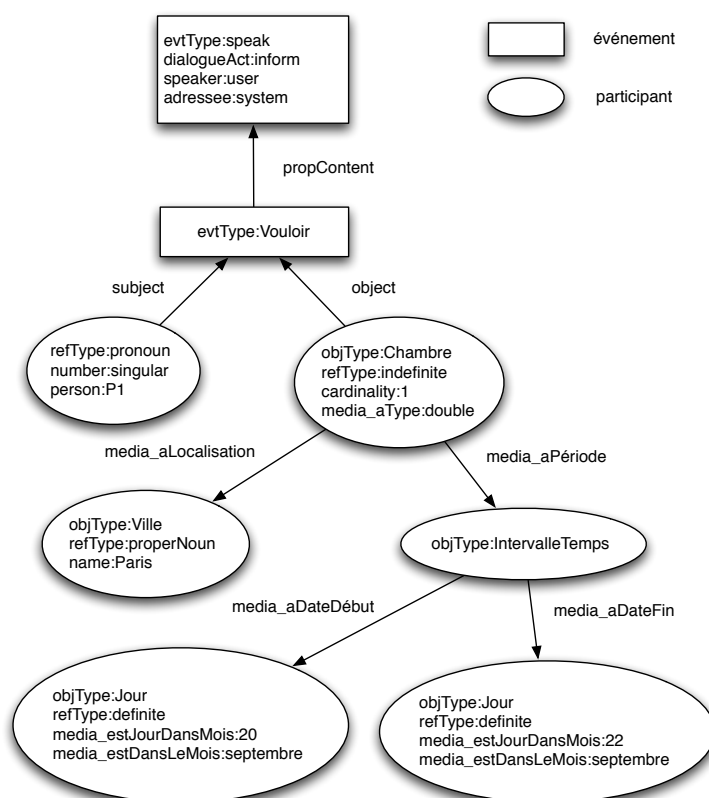 evtType:speak
dialogueAct:inform
speaker:user
adressee:system
événement
participant
propContent
evtType:Vouloir
subject
object
refType:pronoun
number:singular
person:P1
objType:Chambre
refType:indefinite
cardinality:1
media_aType:double
media_aLocalisation
media_aPériode
objType:Ville
refType:properNoun
name:Paris
objType:IntervalleTemps
media_aDateDébut
media_aDateFin
objType:Jour
refType:definite
media_estJourDansMois:20
media_estDansLeMois:septembre
objType:Jour
refType:definite
media_estJourDansMois:22
media_estDansLeMois:septembre